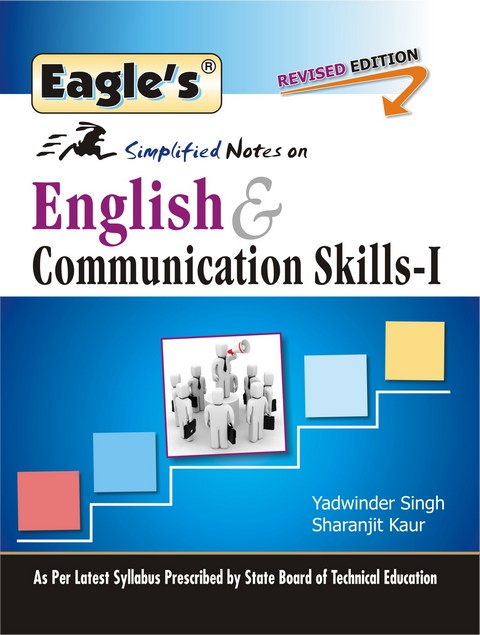 Eagle's®
REVISED EDITION
Simplified Notes on
English &
Communication Skills-I
Yadwinder Singh
Sharanjit Kaur
As Per Latest Syllabus Prescribed by State Board of Technical Education